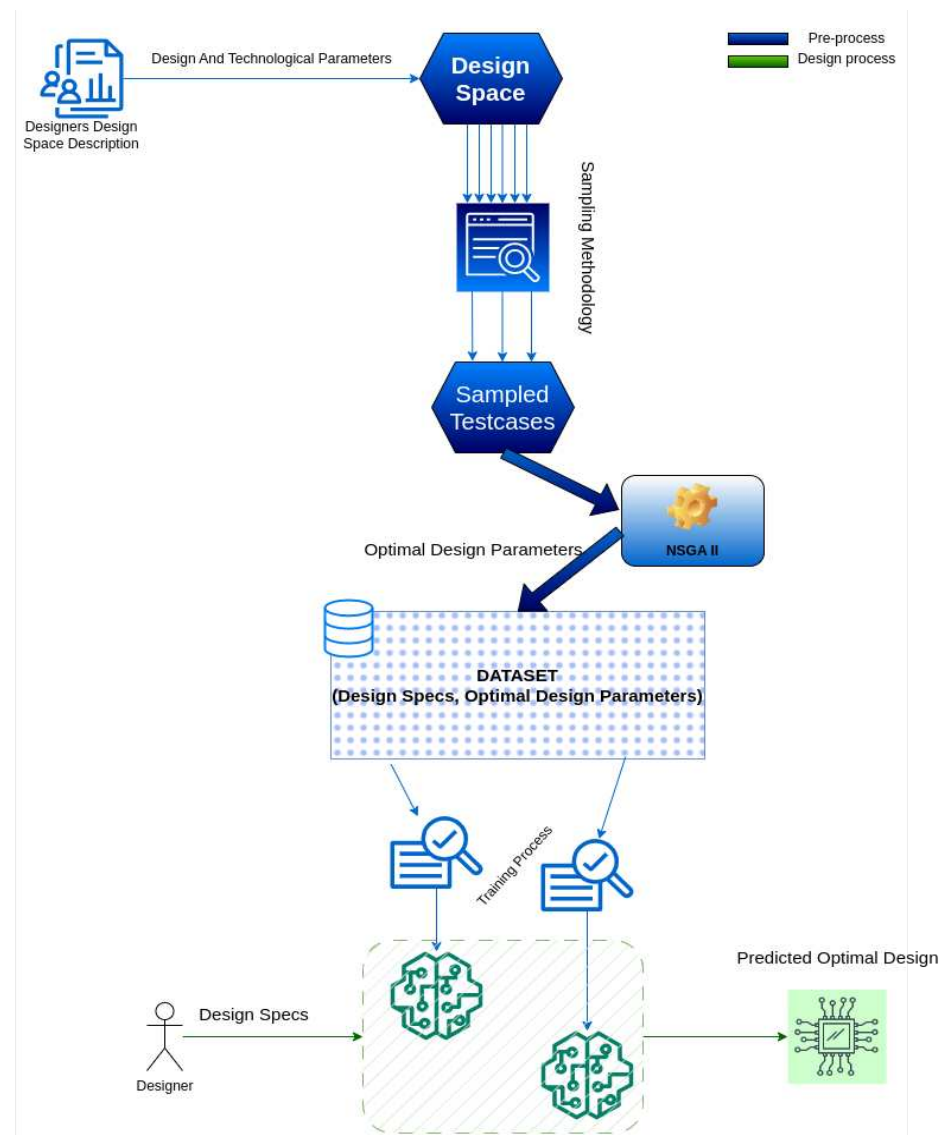 Design And Technological Parameters
Design
Space
Pre-process
Design process
Designers Design
Space Description
Sampling Methodology
Sampled
Testcases
NSGA II
Optimal Design Parameters
DATASET
(Design Specs, Optimal Design Parameters)
Training Process
Predicted Optimal Design
Design Specs
Designer